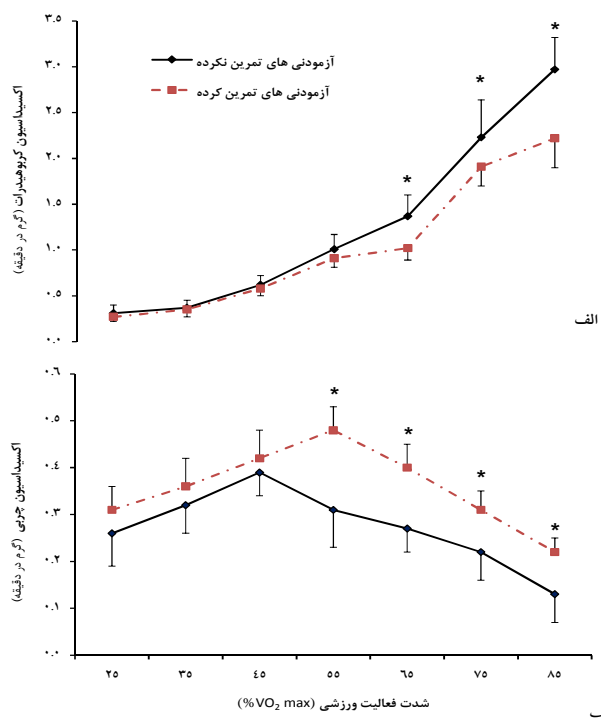 ۳.۵
۳.۰
۲.۵
۲.۰
۱.۵
۱.۰
۰.۵
۰.۰
اکسیداسیون کربوهیدرات (گرم در دقیقه)
آزمودنی های تمرین نکرده
آزمودنی های تمرین کرده
*
*
*
*
الف
۰.۶
۰.۵
۰.۴
۰.۳
۰.۲
۰.۱
۰.۰
اکسیداسیون چربی (گرم در دقیقه)
*
*
*
*
۲۵ ۳۵ ۴۵ ۵۵ ۶۵ ۷۵ ۸۵
شدت فعالیت ورزشی (%VO₂ max)
ب